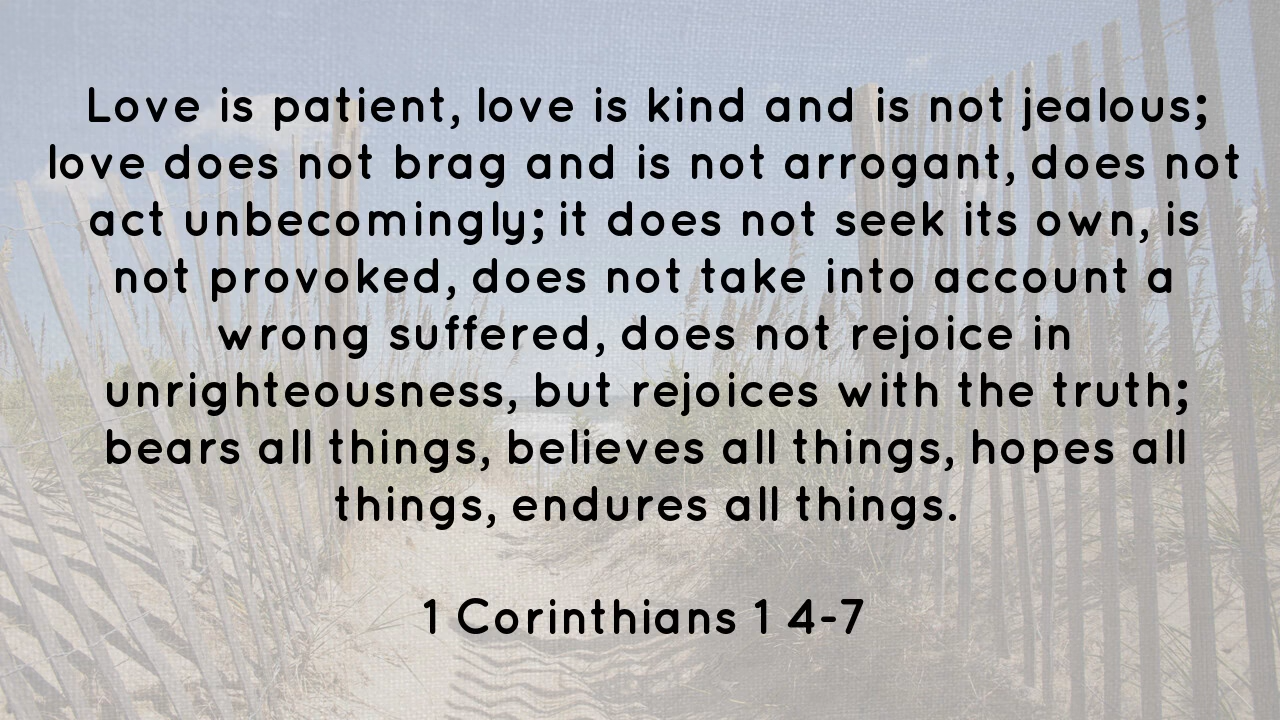 Love is patient, love is kind and is not jealous;
love does not brag and is not arrogant, does not
act unbecomingly; it does not seek its own, is
not provoked, does not take into account a
wrong suffered, does not rejoice in
unrighteousness, but rejoices with the truth;
bears all things, believes all things, hopes all
things, endures all things.
1 Corinthians 1 4-7